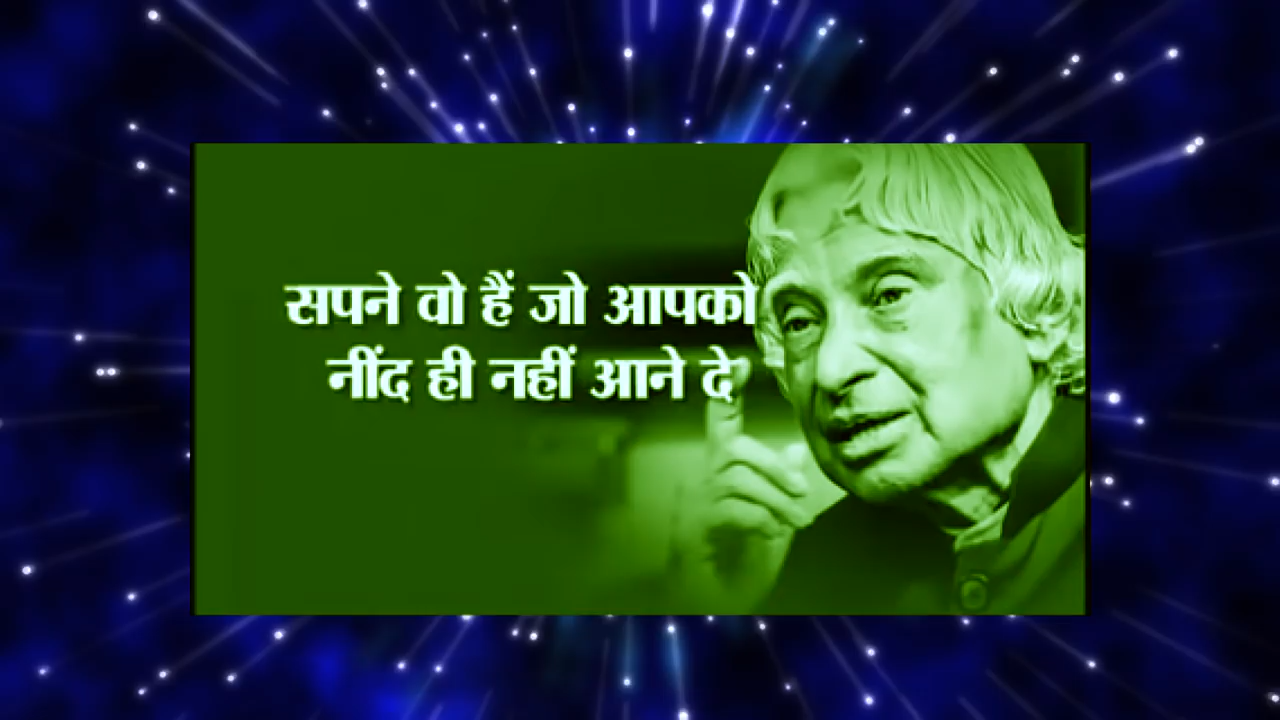 सपने वो हैं जो आपको
नींद ही नहीं आने दे